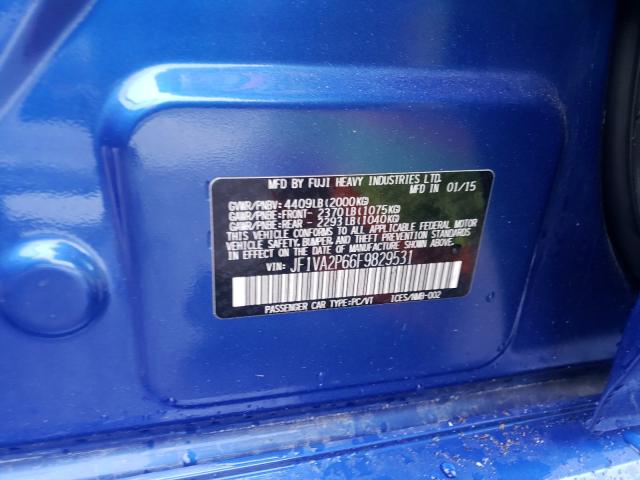 MFD BY FUJI HEAVY INDUSTRIES LTD.
MFD IN 01/15
GVWR/PNBV: 4409LB(2000KG)
GAWR/PNBE:FRONT- 2370LB(1075KG)
GAWR/PNBE:REAR - 2293LB(1040KG)
THIS VEHICLE CONFORMS TO ALL APPLICABLE FEDERAL MOTOR
VEHICLE SAFETY, BUMPER, AND THEFT PREVENTION STANDARDS
IN EFFECT ON THE DATE OF MANUFACTURE SHOWN ABOVE.
VIN: JF1VA2P66F9829531
PASSENGER CAR TYPE:PC/VT ICES/NMB-002